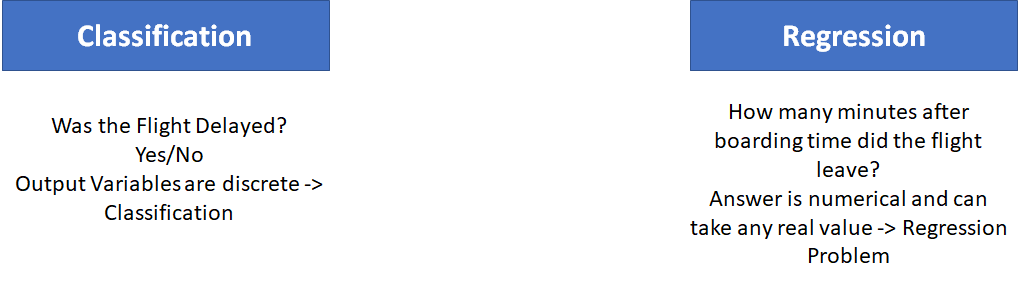 Classification
Was the Flight Delayed?
Yes/No
Output Variables are discrete ->
Classification
Regression
How many minutes after
boarding time did the flight
leave?
Answer is numerical and can
take any real value -> Regression
Problem